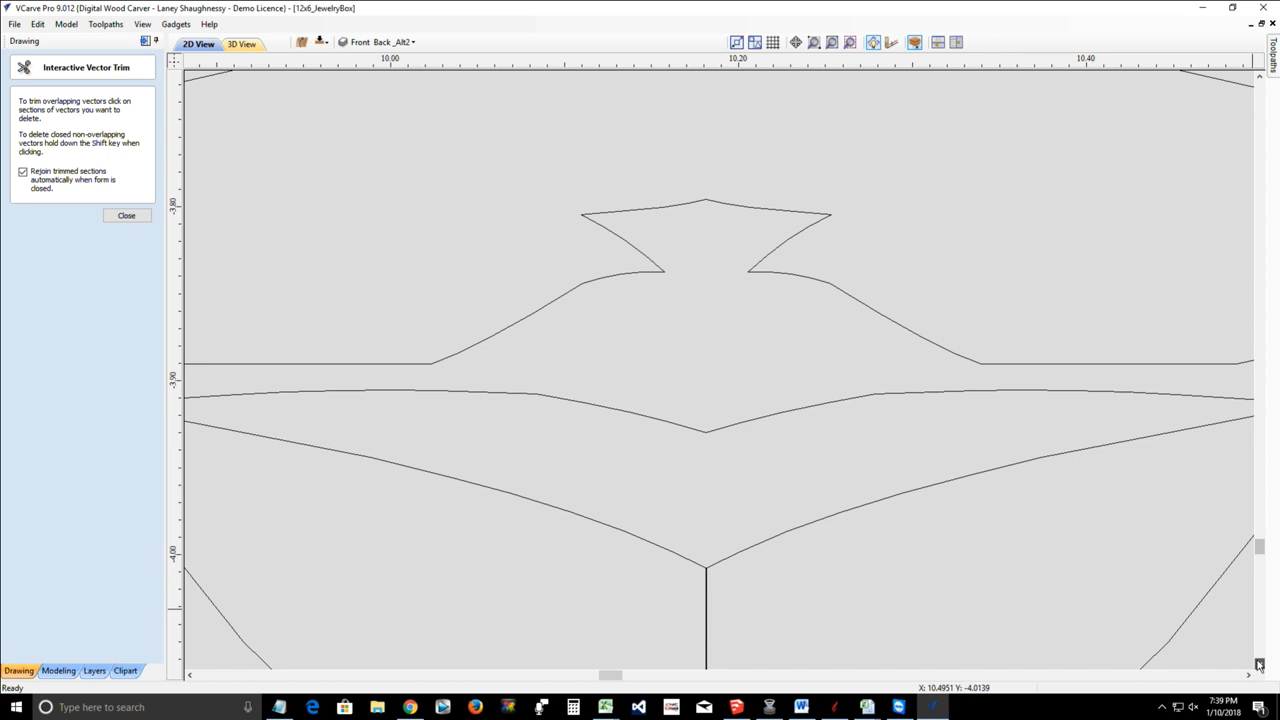 VCarve Pro 9.012 {Digital Wood Carver - Laney Shaughnessy - Demo Licence} - [12x6_JewelryBox]
File Edit Model Toolpaths View Gadgets Help
Drawing
2D View 3D View Front Back _Alt2
Toolpaths
10.00 10.20 10.40
Interactive Vector Trim
To trim overlapping vectors click on
sections of vectors you want to
delete.
To delete closed non-overlapping
vectors hold down the Shift key when
clicking.
Rejoin trimmed sections
automatically when form is
closed.
Close
-3.80
-3.90
-4.00
Drawing Modeling Layers Clipart
Ready
X: 10.4951 Y: -4.0139
Type here to search
7:39 PM
1/10/2018